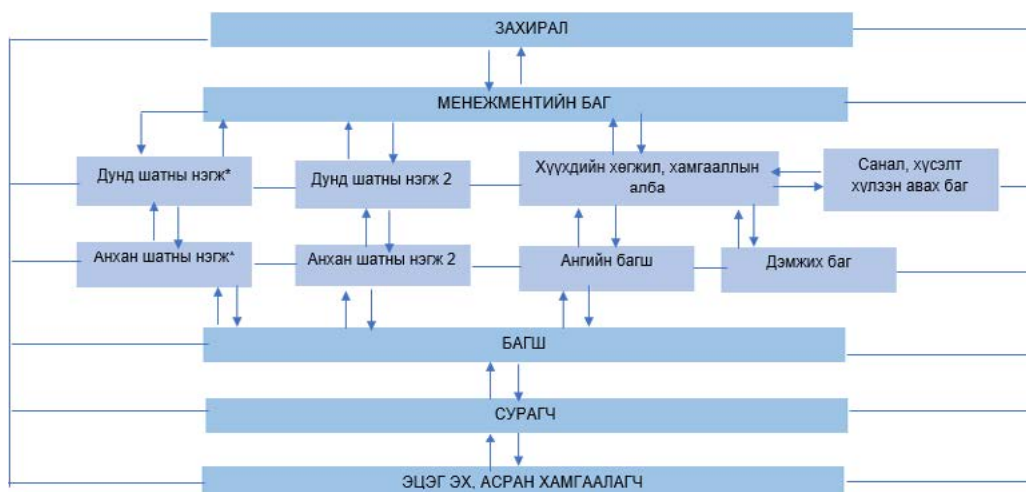 ЗАХИРАЛ
МЕНЕЖМЕНТИЙН БАГ
Дунд шатны нэгж*
Дунд шатны нэгж 2
Хүүхдийн хөгжил, хамгааллын
алба
Санал, хүсэлт
хүлээн авах баг
Анхан шатны нэгж*
Анхан шатны нэгж 2
Ангийн багш
Дэмжих баг
БАГШ
СУРАГЧ
ЭЦЭГ ЭХ, АСРАН ХАМГААЛАГЧ